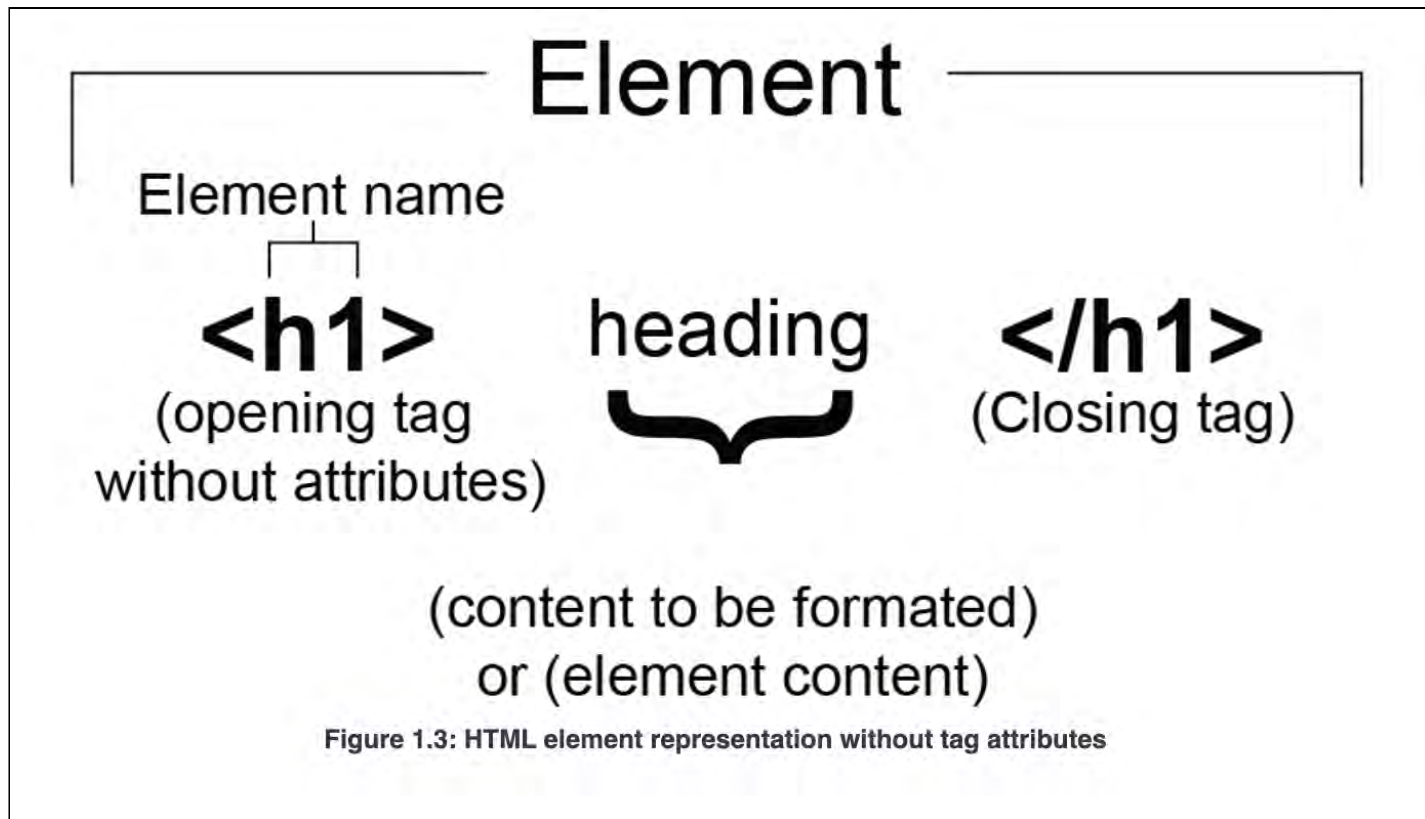 Element
Element name
<h1> heading </h1>
(opening tag
without attributes)
(Closing tag)
(content to be formated)
or (element content)
Figure 1.3: HTML element representation without tag attributes